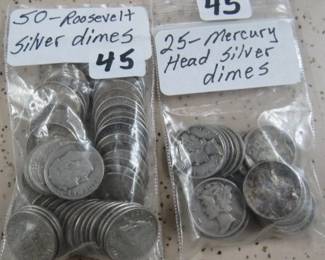 50-Roosevelt
Silver dimes
45
45
25-Mercury
Head Silver
dimes